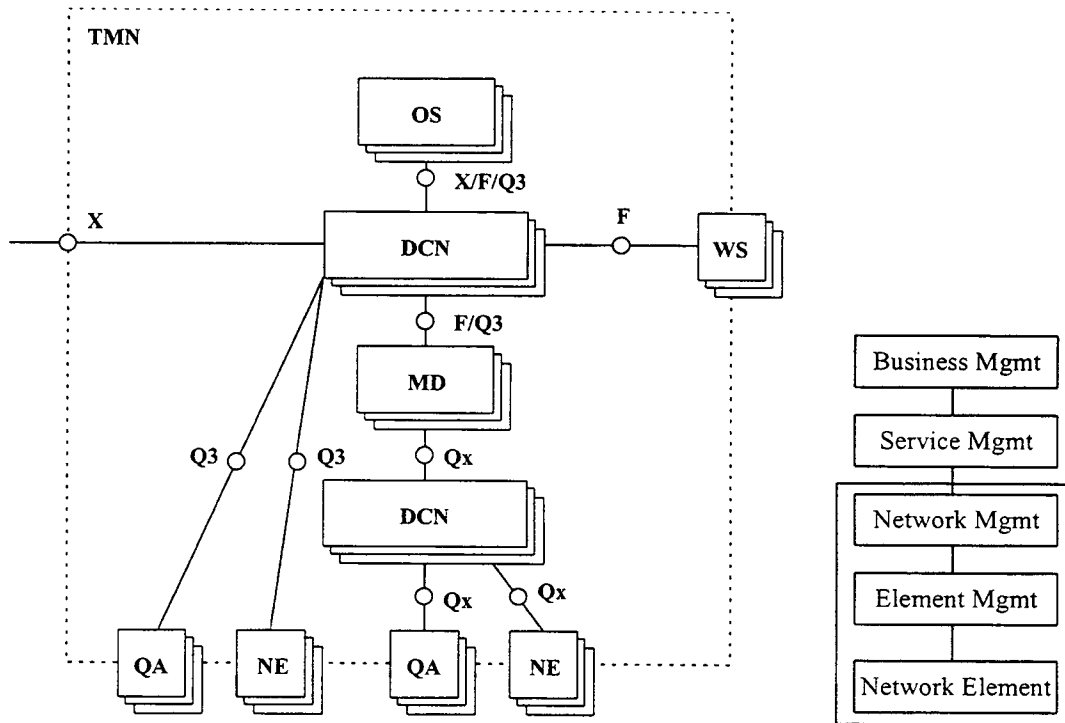 TMN
OS
X/F/Q3
X
F
DCN
WS
F/Q3
MD
Q3
Q3
Qx
DCN
Qx
Qx
QA
NE
QA
NE
Business Mgmt
Service Mgmt
Network Mgmt
Element Mgmt
Network Element